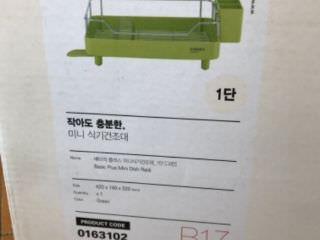 1단
작아도 충분한.
미니 식기건조대
Name
Basic Plus Mini Dish Rack
Size
Quantity
x 1
Color
Green
PRODUCT CODE
0163102
B17